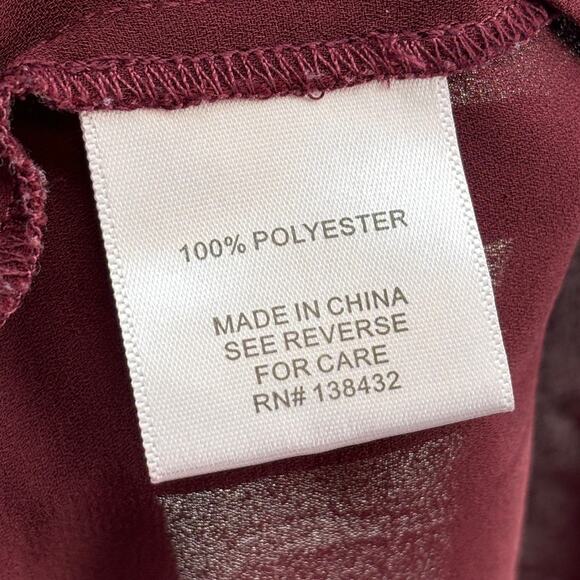 100% POLYESTER
MADE IN CHINA
SEE REVERSE
FOR CARE
RN# 138432